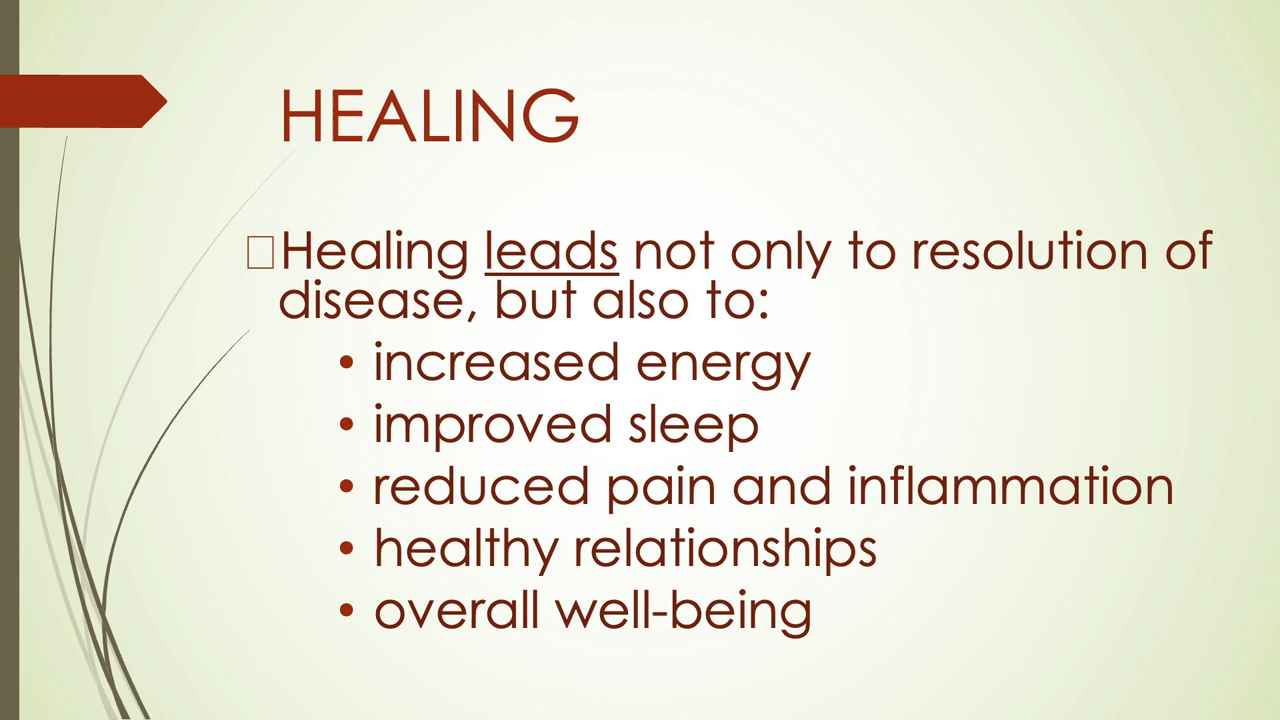 HEALING
Healing leads not only to resolution of
disease, but also to:
• increased energy
• improved sleep
• reduced pain and inflammation
• healthy relationships
• overall well-being